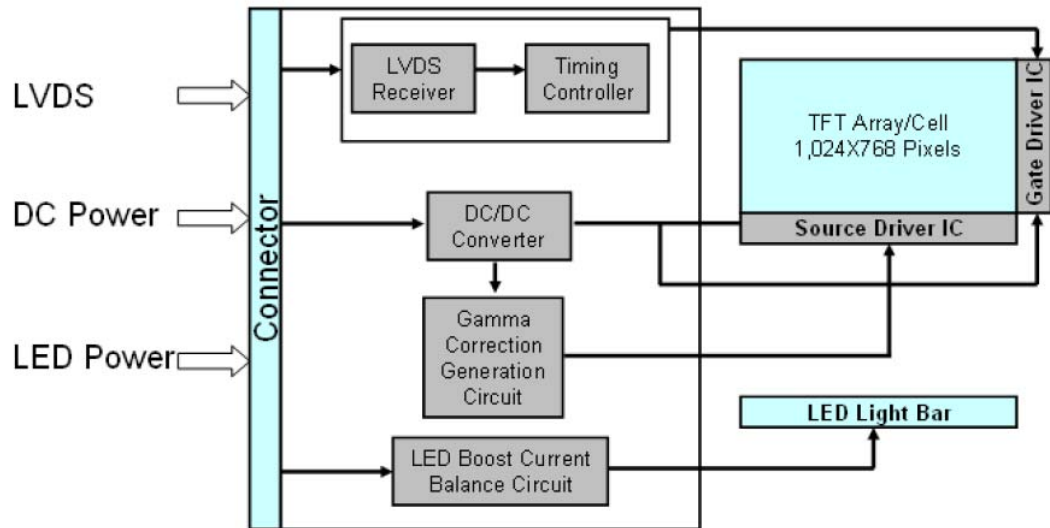 LVDS
DC Power
LED Power
Connector
LVDS
Receiver
Timing
Controller
DC/DC
Converter
Gamma
Correction
Generation
Circuit
LED Boost Current
Balance Circuit
TFT Array/Cell
1,024X768 Pixels
Gate Driver IC
Source Driver IC
LED Light Bar